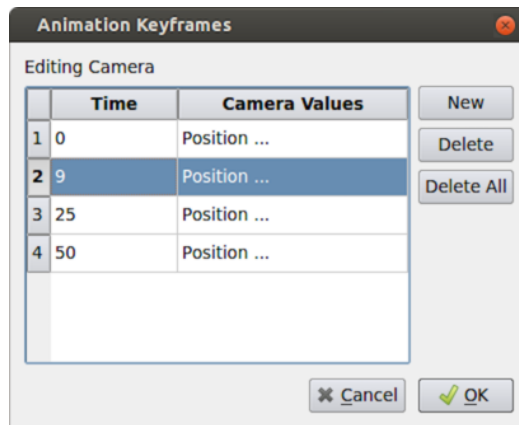 Animation Keyframes
Editing Camera
Time Camera Values New
1 0 Position ... Delete
2 9 Position ... Delete All
3 25 Position ...
4 50 Position ...
Cancel OK